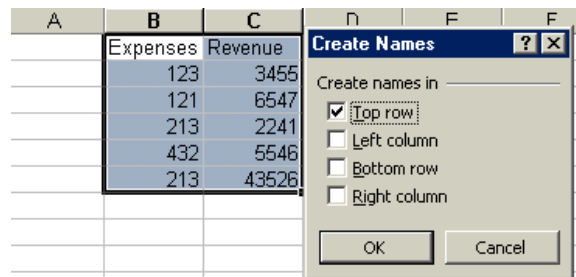 A B C D E F
Expenses Revenue
123 3455
121 6547
213 2241
432 5546
213 43526
Create Names
Create names in
Top row
Left column
Bottom row
Right column
OK Cancel